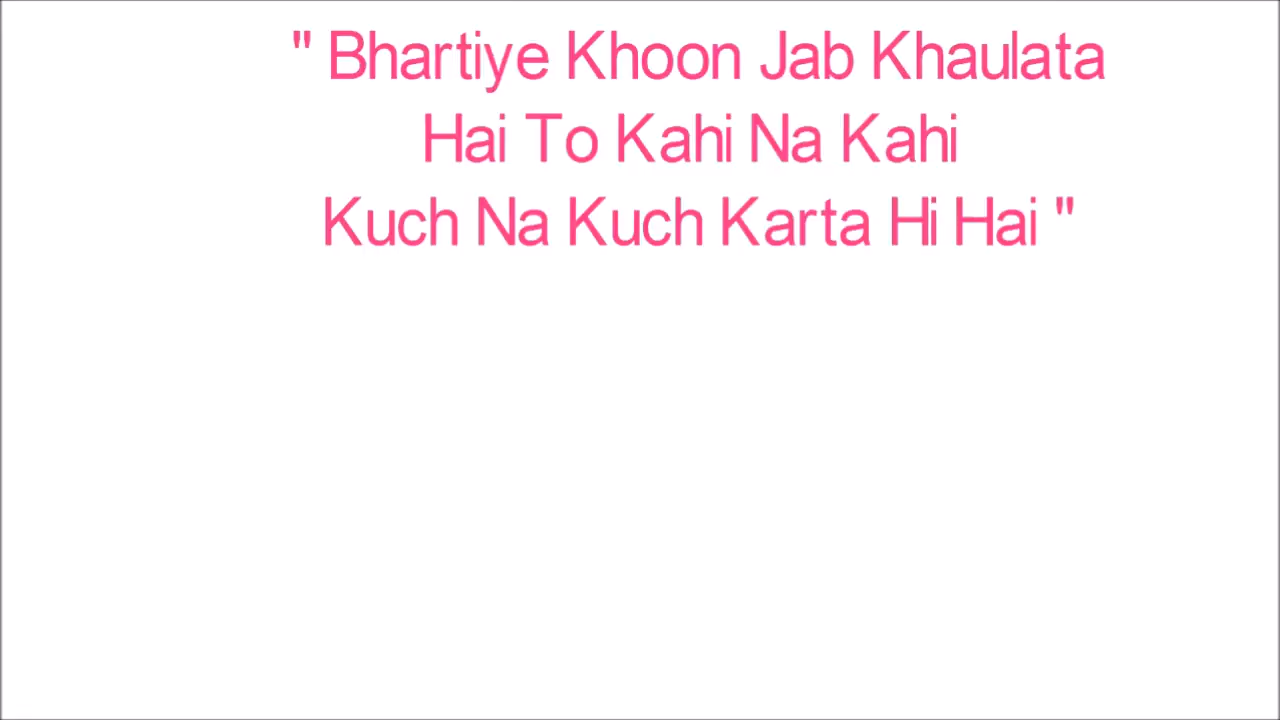 " Bhartiye Khoon Jab Khaulata
Hai To Kahi Na Kahi
Kuch Na Kuch Karta Hi Hai "